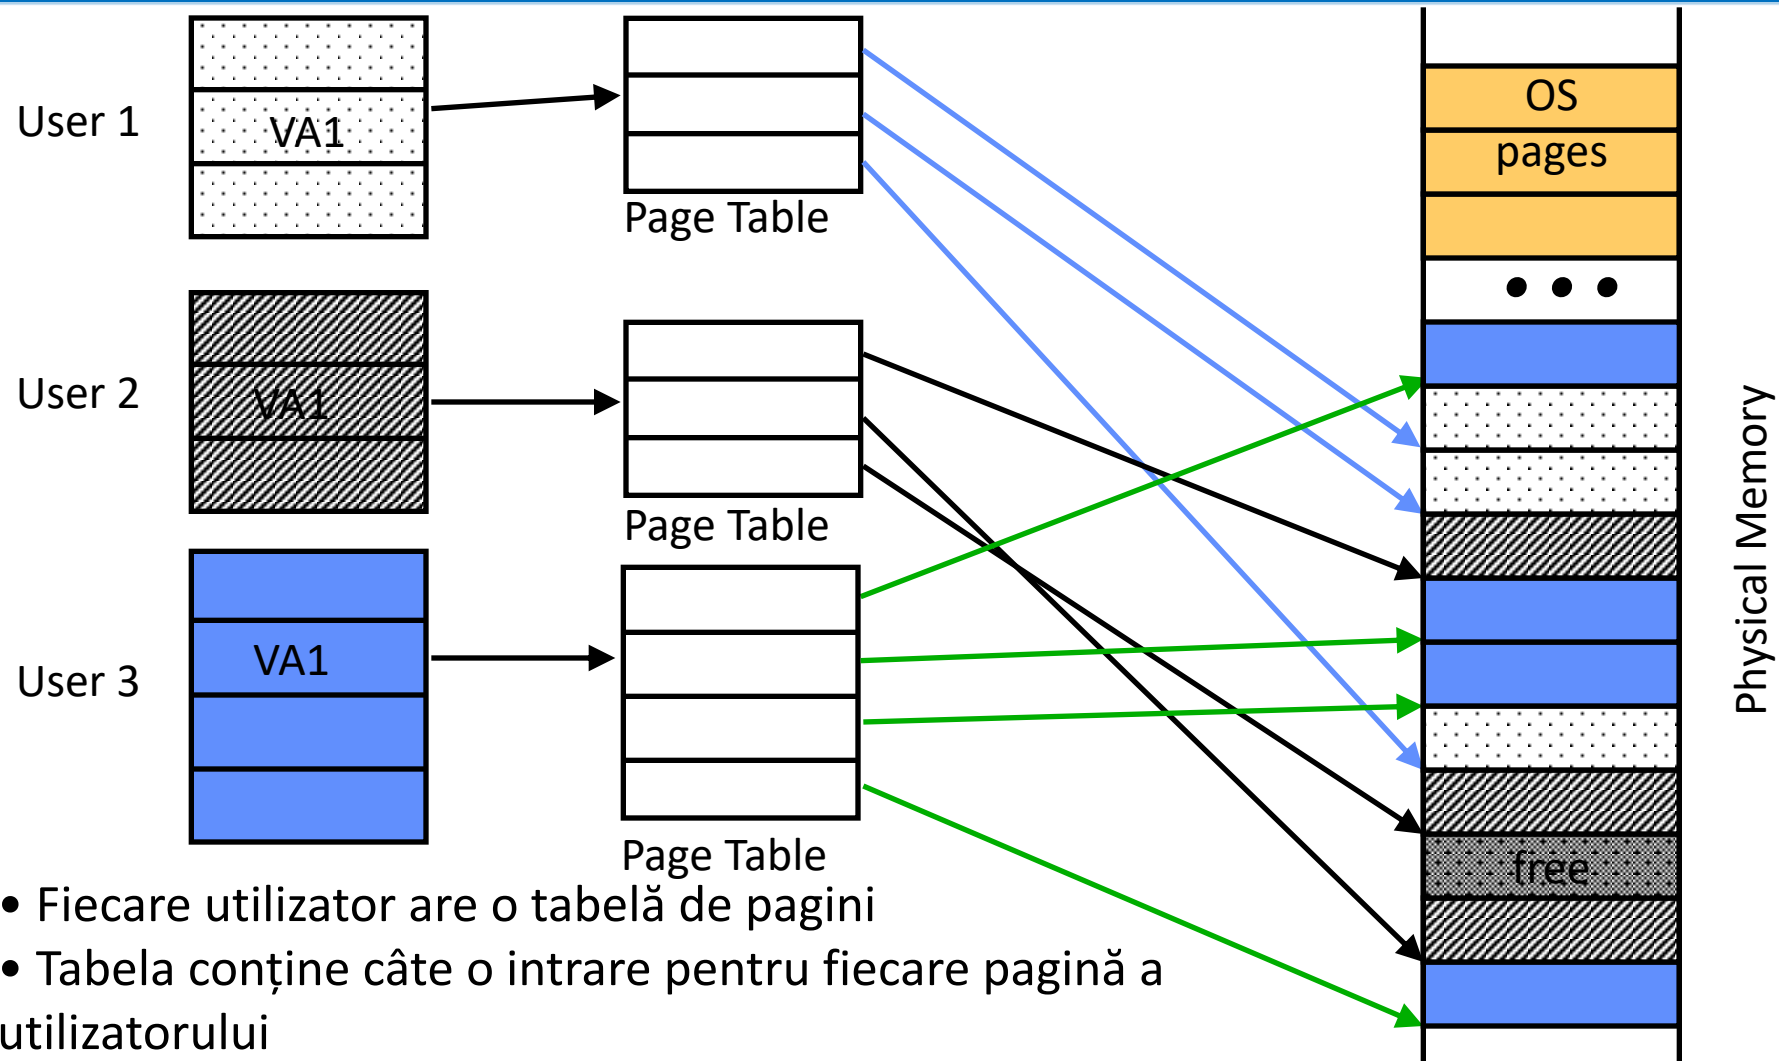 User 1
VA1
Page Table
OS
pages
User 2
VA1
Page Table
User 3
VA1
Page Table
free
Physical Memory
• Fiecare utilizator are o tabelă de pagini
• Tabela conține câte o intrare pentru fiecare pagină a
utilizatorului